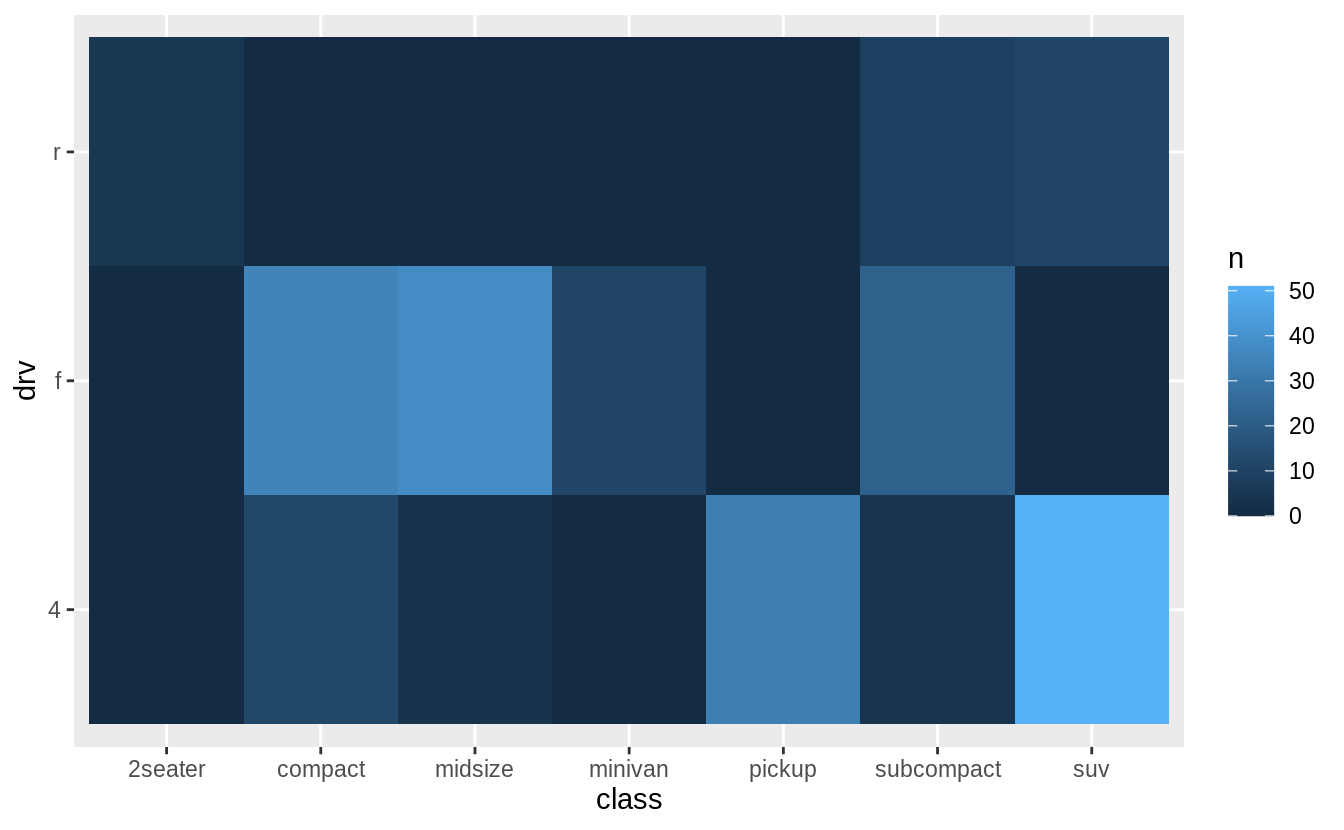 r
f
4
drv
2seater
compact
midsize
minivan
pickup
subcompact
suv
class
n
50
40
30
20
10
0